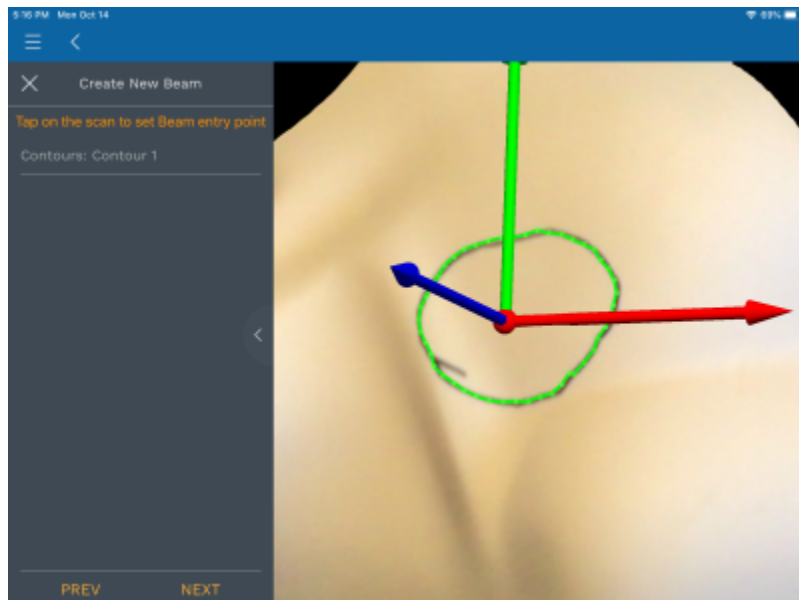 5:16 PM Mon Oct 14
69%
Create New Beam
Tap on the scan to set Beam entry point
Contours: Contour 1
PREV
NEXT